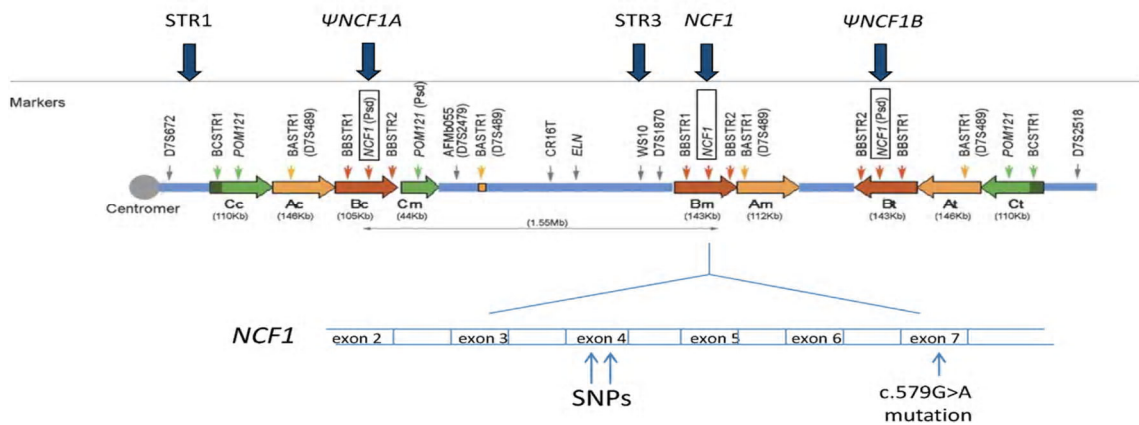 STR1
ΨNCF1A
STR3
NCF1
ΨNCF1B
Markers
D7S672
BCSTR1
POM121
BASTR1
(D7S489)
BBSTR1
NCF1 (Psd)
BBSTR2
POM121 (Psd)
AFMb055
(D7S2479)
BASTR1
(D7S489)
CR16T
ELN
WS10
D7S1870
BBSTR1
NCF1
BBSTR2
BASTR1
(D7S489)
BBSTR2
NCF1 (Psd)
BBSTR1
BASTR1
(D7S489)
POM121
BCSTR1
D7S2518
Centromer
Cc
(110Kb)
Ac
(146Kb)
Bc
(105Kb)
Cm
(44Kb)
Bm
(143Kb)
Am
(112Kb)
Bt
(143Kb)
At
(146Kb)
Ct
(110Kb)
(1.55Mb)
NCF1
exon 2
exon 3
exon 4
exon 5
exon 6
exon 7
SNPs
c.579G>A
mutation